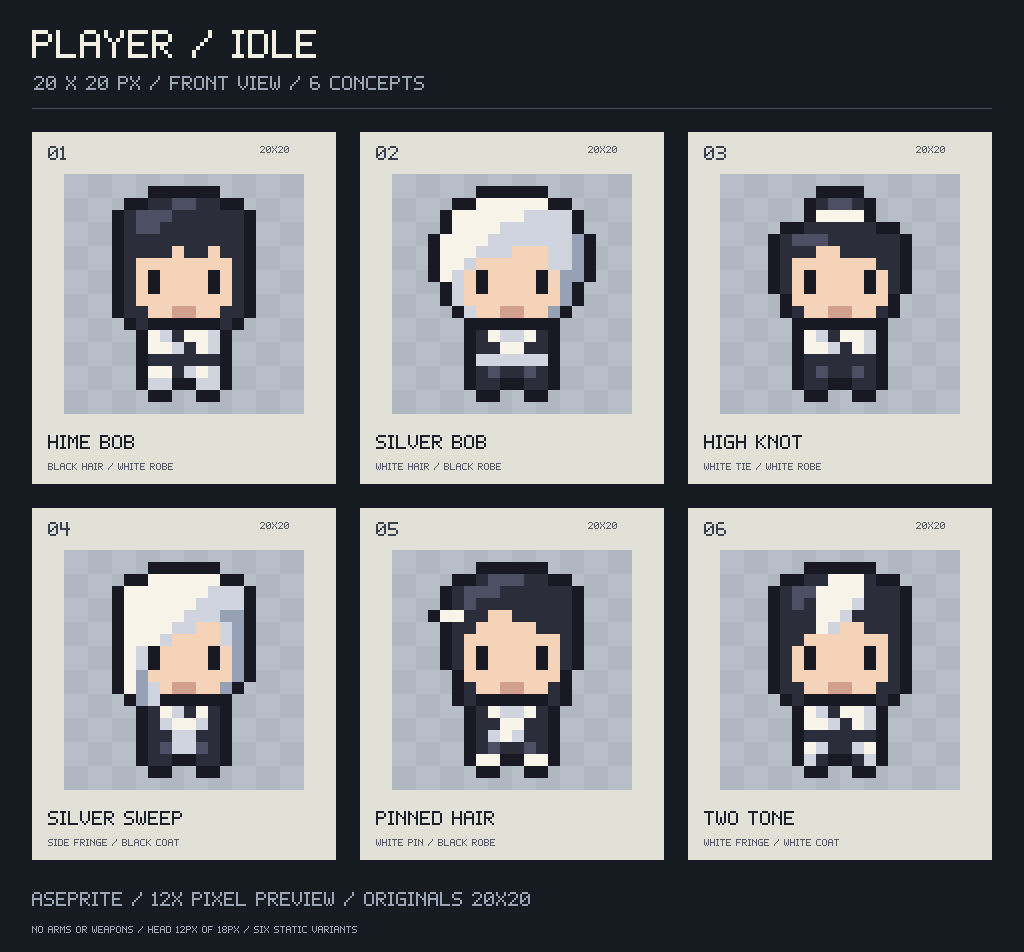 PLAYER / IDLE
20 X 20 PX / FRONT VIEW / 6 CONCEPTS
01
20X20
HIME BOB
BLACK HAIR / WHITE ROBE
02
20X20
SILVER BOB
WHITE HAIR / BLACK ROBE
03
20X20
HIGH KNOT
WHITE TIE / WHITE ROBE
04
20X20
SILVER SWEEP
SIDE FRINGE / BLACK COAT
05
20X20
PINNED HAIR
WHITE PIN / BLACK ROBE
06
20X20
TWO TONE
WHITE FRINGE / WHITE COAT
ASEPRITE / 12X PIXEL PREVIEW / ORIGINALS 20X20
NO ARMS OR WEAPONS / HEAD 12PX OF 18PX / SIX STATIC VARIANTS